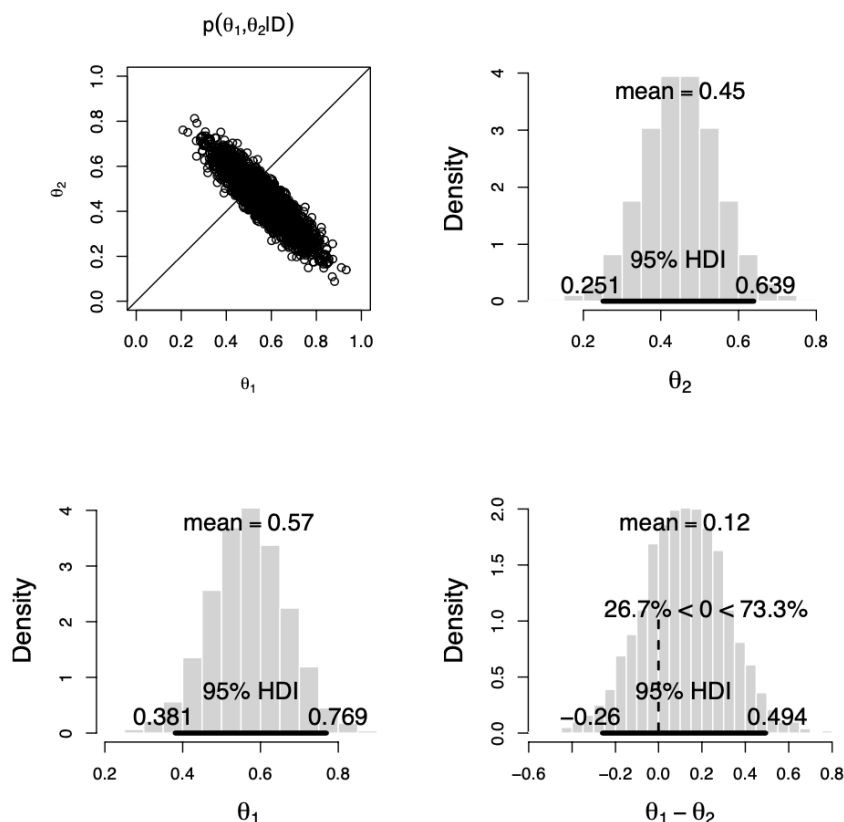 p(θ₁,θ₂|D)
θ₂
0.0 0.2 0.4 0.6 0.8 1.0
0.0 0.2 0.4 0.6 0.8 1.0
θ₁
Density
0 1 2 3 4
mean = 0.45
95% HDI
0.251 0.639
0.2 0.4 0.6 0.8
θ₂
Density
0 1 2 3 4
mean = 0.57
95% HDI
0.381 0.769
0.2 0.4 0.6 0.8
θ₁
Density
0.0 0.5 1.0 1.5 2.0
mean = 0.12
26.7% < 0 < 73.3%
95% HDI
−0.26 0.494
−0.6 −0.2 0.0 0.2 0.4 0.6 0.8
θ₁ − θ₂